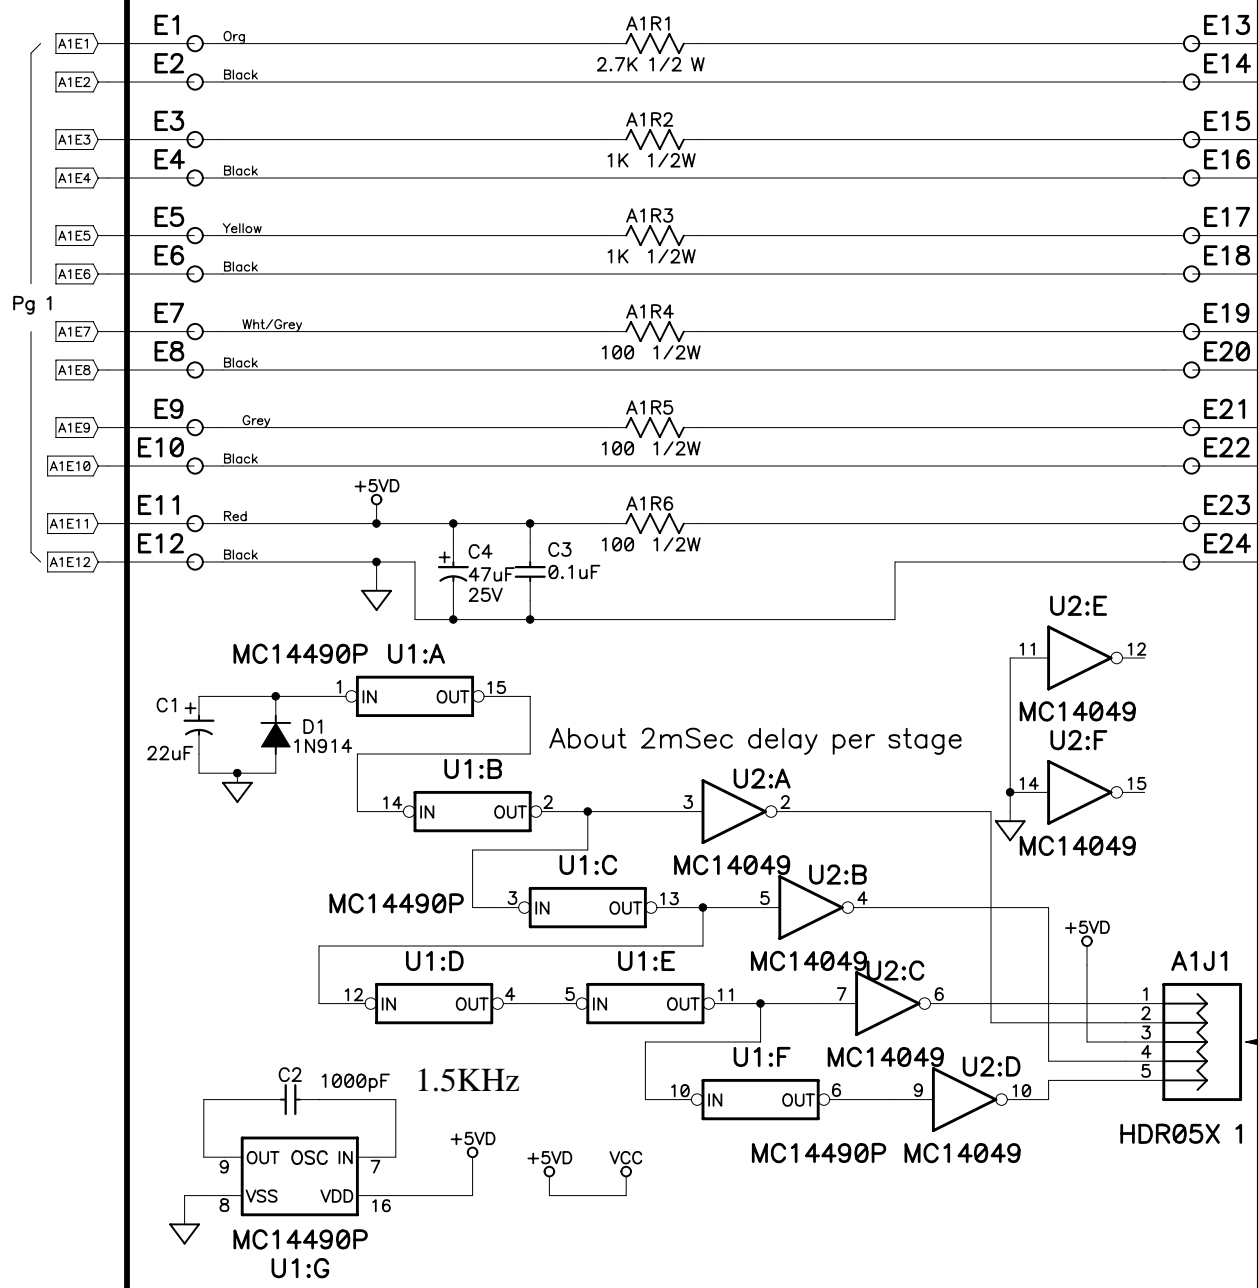 E1 Org A1R1 E13
A1E1
2.7K 1/2 W
E2 Black E14
A1E2
E3 A1R2 E15
A1E3
1K 1/2W
E4 Black E16
A1E4
E5 Yellow A1R3 E17
A1E5
1K 1/2W
E6 Black E18
A1E6
Pg 1
E7 Wht/Grey A1R4 E19
A1E7
100 1/2W
E8 Black E20
A1E8
E9 Grey A1R5 E21
A1E9
100 1/2W
E10 Black E22
A1E10
+5VD
E11 Red A1R6 E23
A1E11
100 1/2W
E12 Black E24
A1E12
+ C4 C3
47uF 0.1uF
25V
U2:E
11 12
MC14049
MC14490P U1:A
1 IN OUT 15
C1 +
22uF
D1
1N914
About 2mSec delay per stage
U2:F
14 15
MC14049
U1:B
14 IN OUT 2
U2:A
3 2
MC14049
U1:C
MC14490P
3 IN OUT 13
U2:B
5 4
MC14049
+5VD
U1:D
12 IN OUT 4
U1:E
5 IN OUT 11
U2:C
7 6
MC14049
A1J1
1
2
3
4
5
HDR05X 1
U1:F
10 IN OUT 6
MC14490P
U2:D
9 10
MC14049
C2 1000pF 1.5KHz
9 OUT OSC IN 7
8 VSS VDD 16
+5VD
+5VD VCC
MC14490P
U1:G